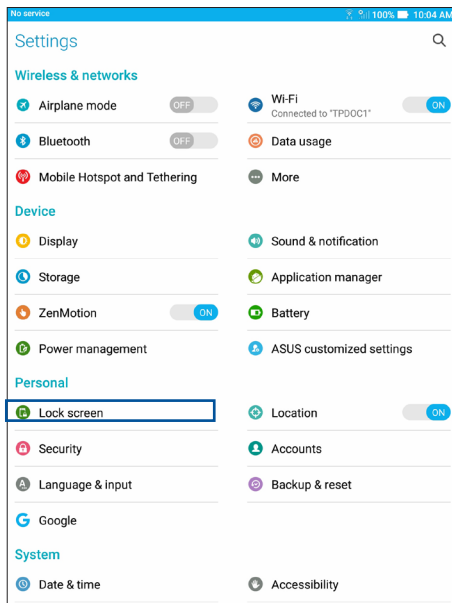 No service 100% 10:04 AM
Settings
Wireless & networks
Airplane mode OFF
Wi-Fi ON
Connected to "TPDOC1"
Bluetooth OFF
Data usage
Mobile Hotspot and Tethering
More
Device
Display
Sound & notification
Storage
Application manager
ZenMotion ON
Battery
Power management
ASUS customized settings
Personal
Lock screen
Location ON
Security
Accounts
Language & input
Backup & reset
Google
System
Date & time
Accessibility